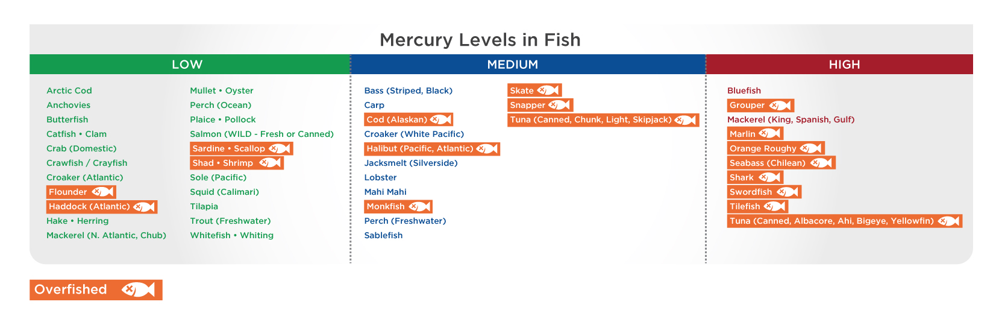 Mercury Levels in Fish
LOW
Arctic Cod
Anchovies
Butterfish
Catfish • Clam
Crab (Domestic)
Crawfish / Crayfish
Croaker (Atlantic)
Flounder
Haddock (Atlantic)
Hake • Herring
Mackerel (N. Atlantic, Chub)
Mullet • Oyster
Perch (Ocean)
Plaice • Pollock
Salmon (WILD - Fresh or Canned)
Sardine • Scallop
Shad • Shrimp
Sole (Pacific)
Squid (Calimari)
Tilapia
Trout (Freshwater)
Whitefish • Whiting
MEDIUM
Bass (Striped, Black)
Carp
Cod (Alaskan)
Croaker (White Pacific)
Halibut (Pacific, Atlantic)
Jacksmelt (Silverside)
Lobster
Mahi Mahi
Monkfish
Perch (Freshwater)
Sablefish
Skate
Snapper
Tuna (Canned, Chunk, Light, Skipjack)
HIGH
Bluefish
Grouper
Mackerel (King, Spanish, Gulf)
Marlin
Orange Roughy
Seabass (Chilean)
Shark
Swordfish
Tilefish
Tuna (Canned, Albacore, Ahi, Bigeye, Yellowfin)
Overfished